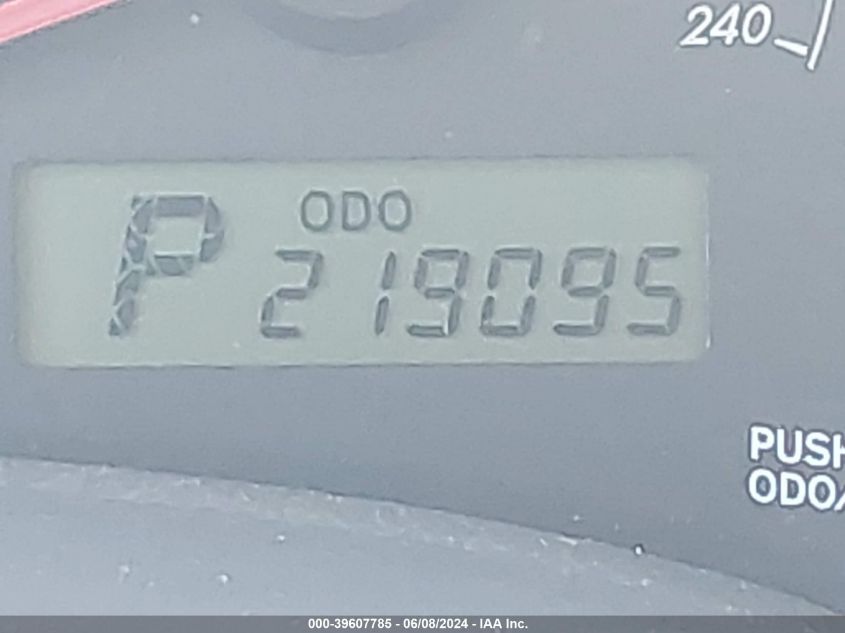 240
P
ODO
219095
PUSH
ODO/
000-39607785 - 06/08/2024 - IAA Inc.